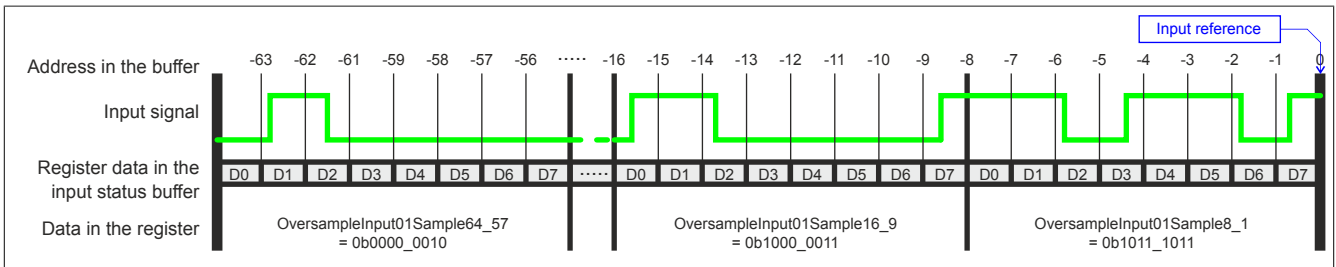 Input reference
Address in the buffer -63 -62 -61 -59 -58 -57 -56 ..... -16 -15 -14 -13 -12 -11 -10 -9 -8 -7 -6 -5 -4 -3 -2 -1 0
Input signal
Register data in the
input status buffer
D0 D1 D2 D3 D4 D5 D6 D7 ..... D0 D1 D2 D3 D4 D5 D6 D7 D0 D1 D2 D3 D4 D5 D6 D7
Data in the register
OversampleInput01Sample64_57
= 0b0000_0010
OversampleInput01Sample16_9
= 0b1000_0011
OversampleInput01Sample8_1
= 0b1011_1011